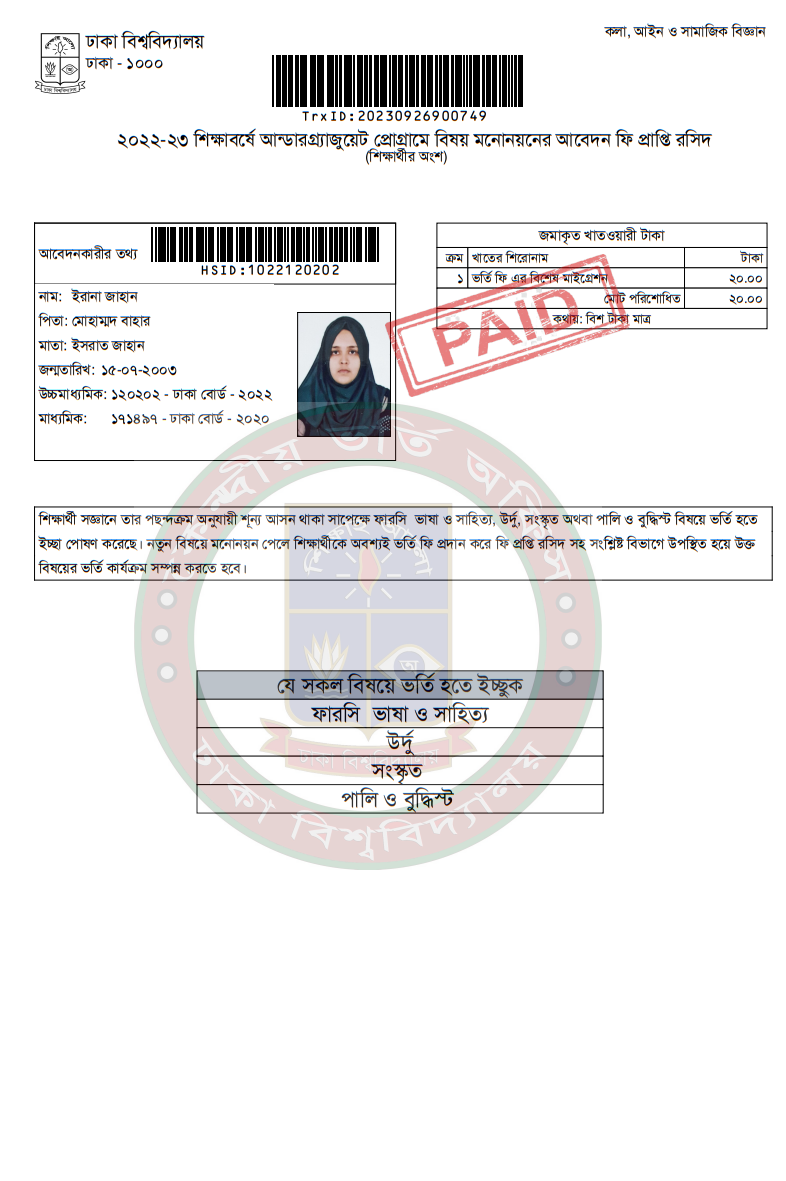 কলা, আইন ও সামাজিক বিজ্ঞান
ঢাকা বিশ্ববিদ্যালয়
ঢাকা - ১০০০
TrxID:20230926900749
২০২২-২৩ শিক্ষাবর্ষে আন্ডারগ্র্যাজুয়েট প্রোগ্রামে বিষয় মনোনয়নের আবেদন ফি প্রাপ্তি রসিদ
(শিক্ষার্থীর অংশ)
আবেদনকারীর তথ্য
HSID:1022120202
নাম: ইরানা জাহান
পিতা: মোহাম্মদ বাহার
মাতা: ইসরাত জাহান
জন্মতারিখ: ১৫-০৭-২০০৩
উচ্চমাধ্যমিক: ১২০২০২ - ঢাকা বোর্ড - ২০২২
মাধ্যমিক: ১৭১৪৯৭ - ঢাকা বোর্ড - ২০২০
জমাকৃত খাতওয়ারী টাকা
ক্রম খাতের শিরোনাম টাকা
১ ভর্তি ফি এর বিশেষ মাইগ্রেশন ২০.০০
মোট পরিশোধিত ২০.০০
কথায়: বিশ টাকা মাত্র
PAID
শিক্ষার্থী সজ্ঞানে তার পছন্দক্রম অনুযায়ী শূন্য আসন থাকা সাপেক্ষে ফারসি ভাষা ও সাহিত্য, উর্দু, সংস্কৃত অথবা পালি ও বুদ্ধিস্ট বিষয়ে ভর্তি হতে
ইচ্ছা পোষণ করেছে। নতুন বিষয়ে মনোনয়ন পেলে শিক্ষার্থীকে অবশ্যই ভর্তি ফি প্রদান করে ফি প্রপ্তি রসিদ সহ সংশ্লিষ্ট বিভাগে উপস্থিত হয়ে উক্ত
বিষয়ের ভর্তি কার্যক্রম সম্পন্ন করতে হবে।
যে সকল বিষয়ে ভর্তি হতে ইচ্ছুক
ফারসি ভাষা ও সাহিত্য
উর্দু
সংস্কৃত
পালি ও বুদ্ধিস্ট
কেন্দ্রীয় ভর্তি অফিস
শিক্ষাই আলো
ঢাকা বিশ্ববিদ্যালয়
ঢাকা বিশ্ববিদ্যালয়